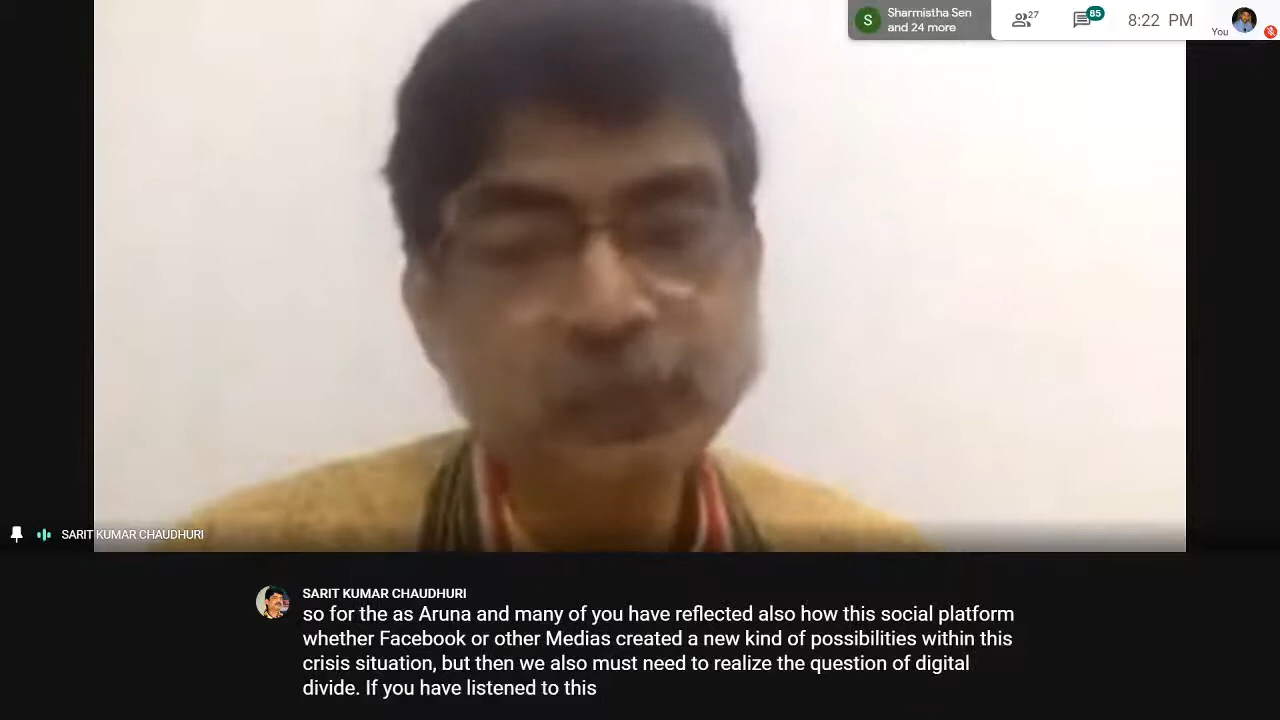 S
Sharmistha Sen
and 24 more
27
85
8:22 PM
You
SARIT KUMAR CHAUDHURI
SARIT KUMAR CHAUDHURI
so for the as Aruna and many of you have reflected also how this social platform
whether Facebook or other Medias created a new kind of possibilities within this
crisis situation, but then we also must need to realize the question of digital
divide. If you have listened to this